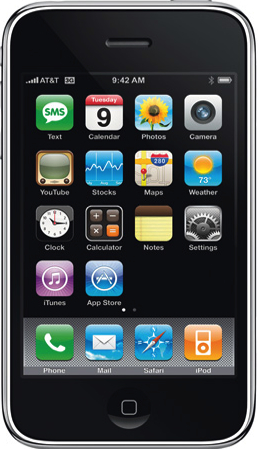 AT&T 3G 9:42 AM
SMS Tuesday 9 280 73°
Text Calendar Photos Camera
YouTube Stocks Maps Weather
Clock Calculator Notes Settings
iTunes App Store
Phone Mail Safari iPod